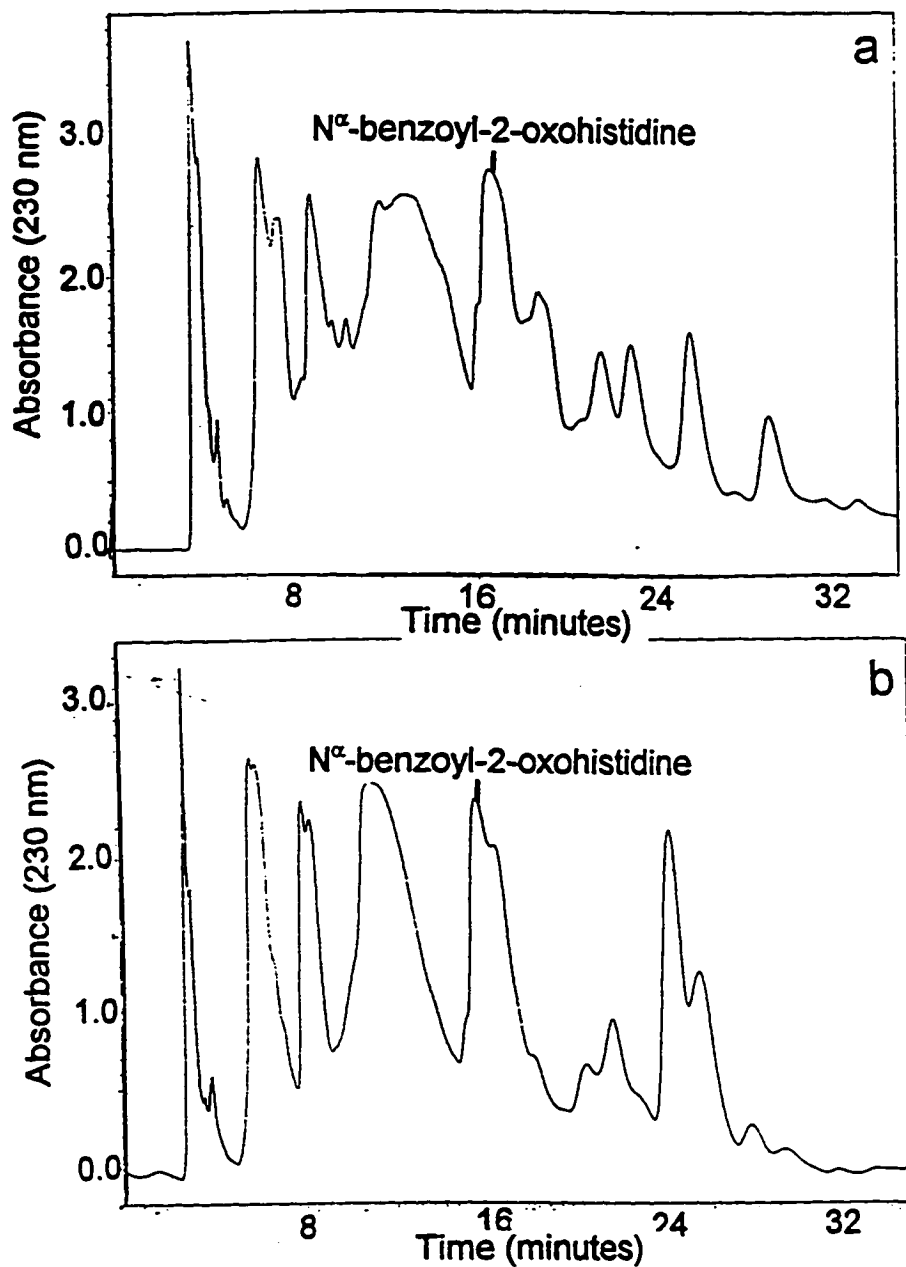 a
Nα-benzoyl-2-oxohistidine
Absorbance (230 nm)
3.0
2.0
1.0
0.0
8 16 24 32
Time (minutes)
b
Nα-benzoyl-2-oxohistidine
Absorbance (230 nm)
3.0
2.0
1.0
0.0
8 16 24 32
Time (minutes)